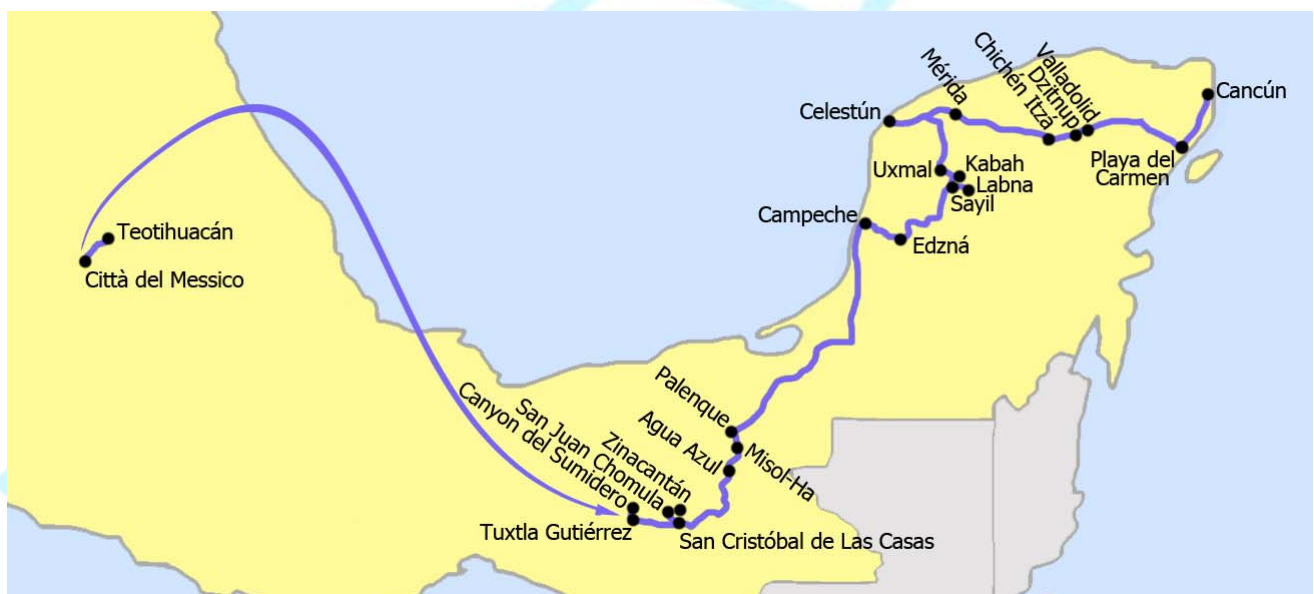 Teotihuacán
Città del Messico
Celestún
Mérida
Chichén Itzà
Dzitnup
Valladolid
Cancún
Playa del
Carmen
Uxmal
Kabah
Labna
Sayil
Campeche
Edzná
Palenque
Misol-Ha
Agua Azul
Zinacantán
San Juan Chomula
Canyon del Sumidero
Tuxtla Gutiérrez
San Cristóbal de Las Casas